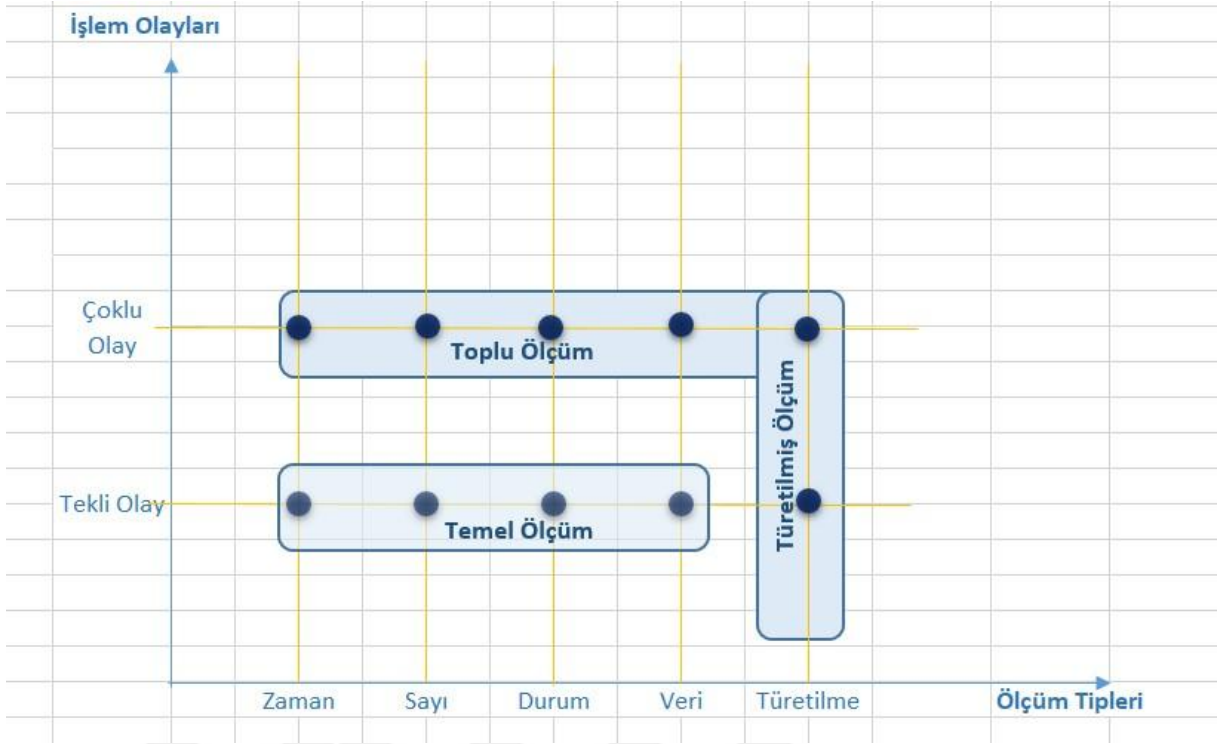 İşlem Olayları
Çoklu
Olay
Toplu Ölçüm
Türetilmiş Ölçüm
Tekli Olay
Temel Ölçüm
Zaman Sayı Durum Veri Türetilme Ölçüm Tipleri